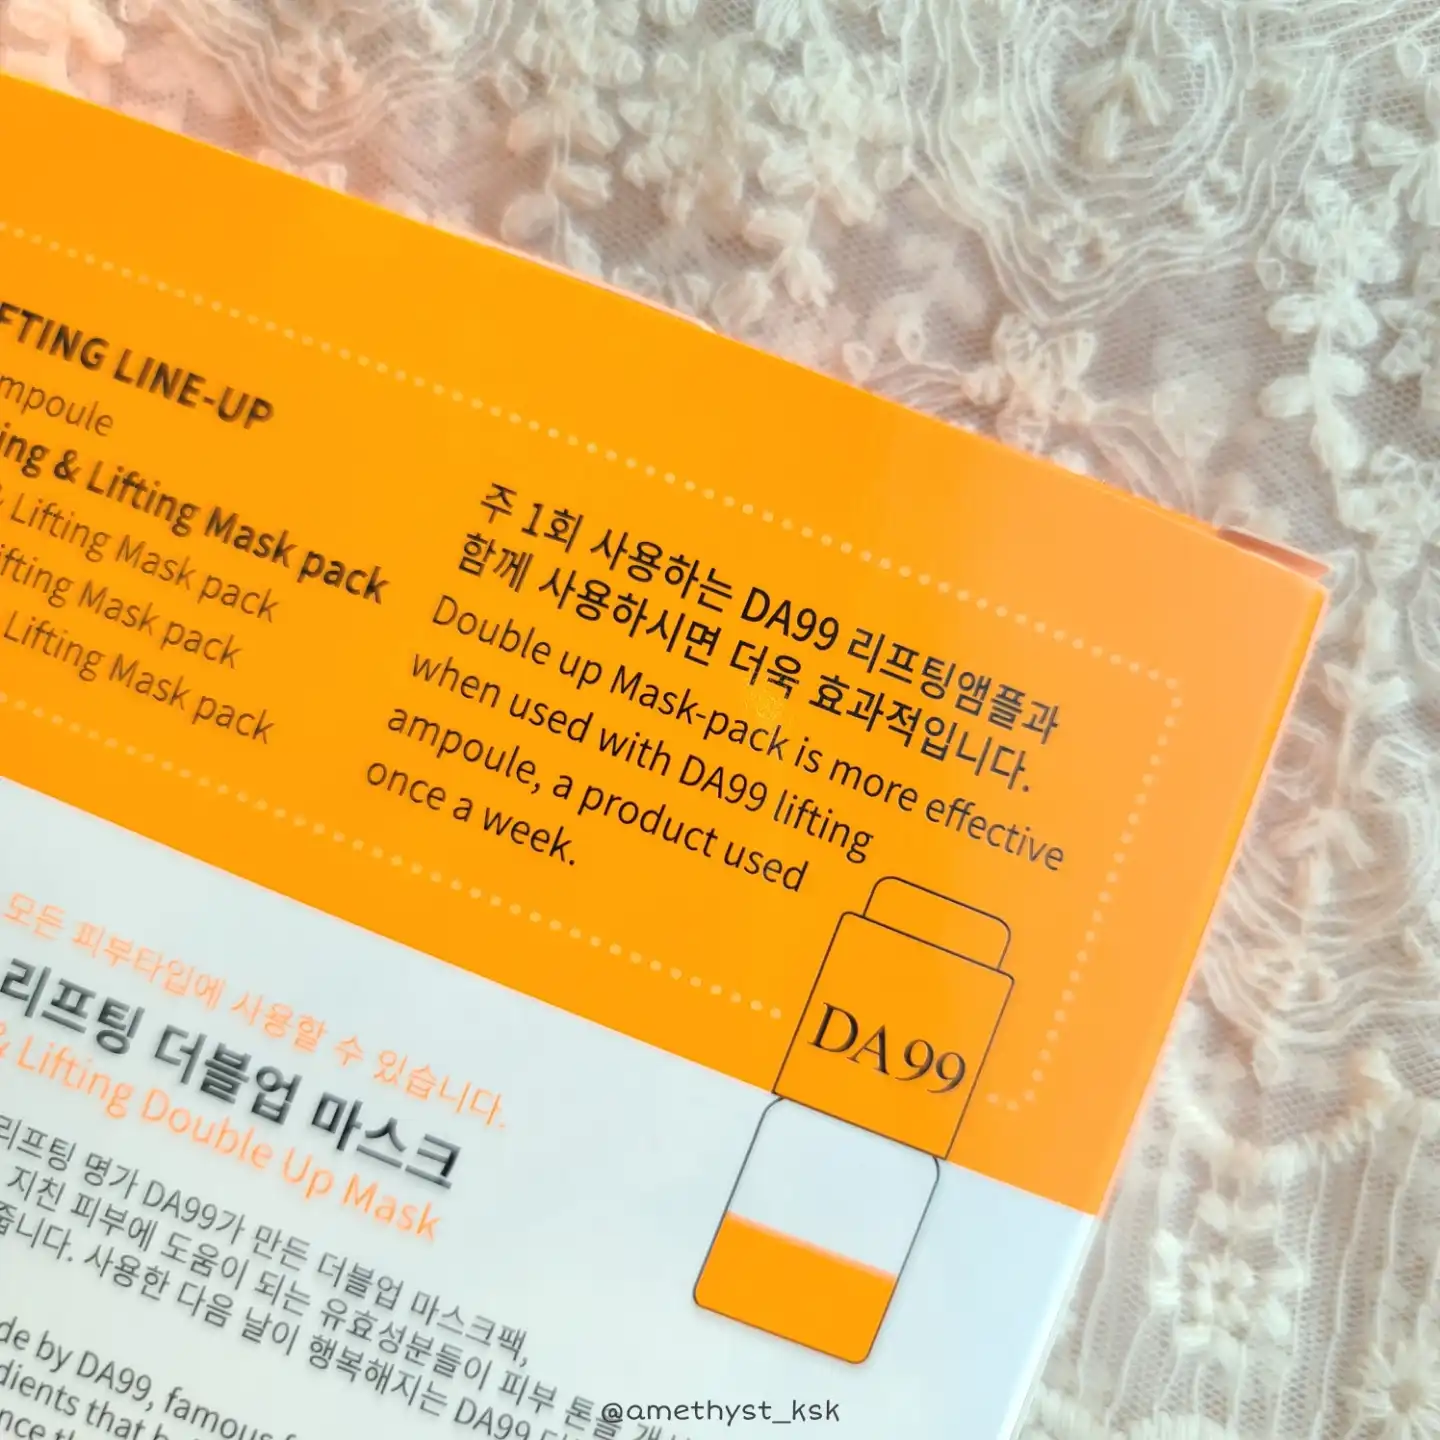 FTING LINE-UP
mpoule
ing & Lifting Mask pack
& Lifting Mask pack
ifting Mask pack
Lifting Mask pack
주 1회 사용하는 DA99 리프팅앰플과
함께 사용하시면 더욱 효과적입니다.
Double up Mask-pack is more effective
when used with DA99 lifting
ampoule, a product used
once a week.
DA99
모든 피부타입에 사용할 수 있습니다.
리프팅 더블업 마스크
& Lifting Double Up Mask
리프팅 명가 DA99가 만든 더블업 마스크팩,
지친 피부에 도움이 되는 유효성분들이 피부 톤을
줍니다. 사용한 다음 날이 행복해지는 DA99
de by DA99, famous
dients that
nce
@amethyst_ksk